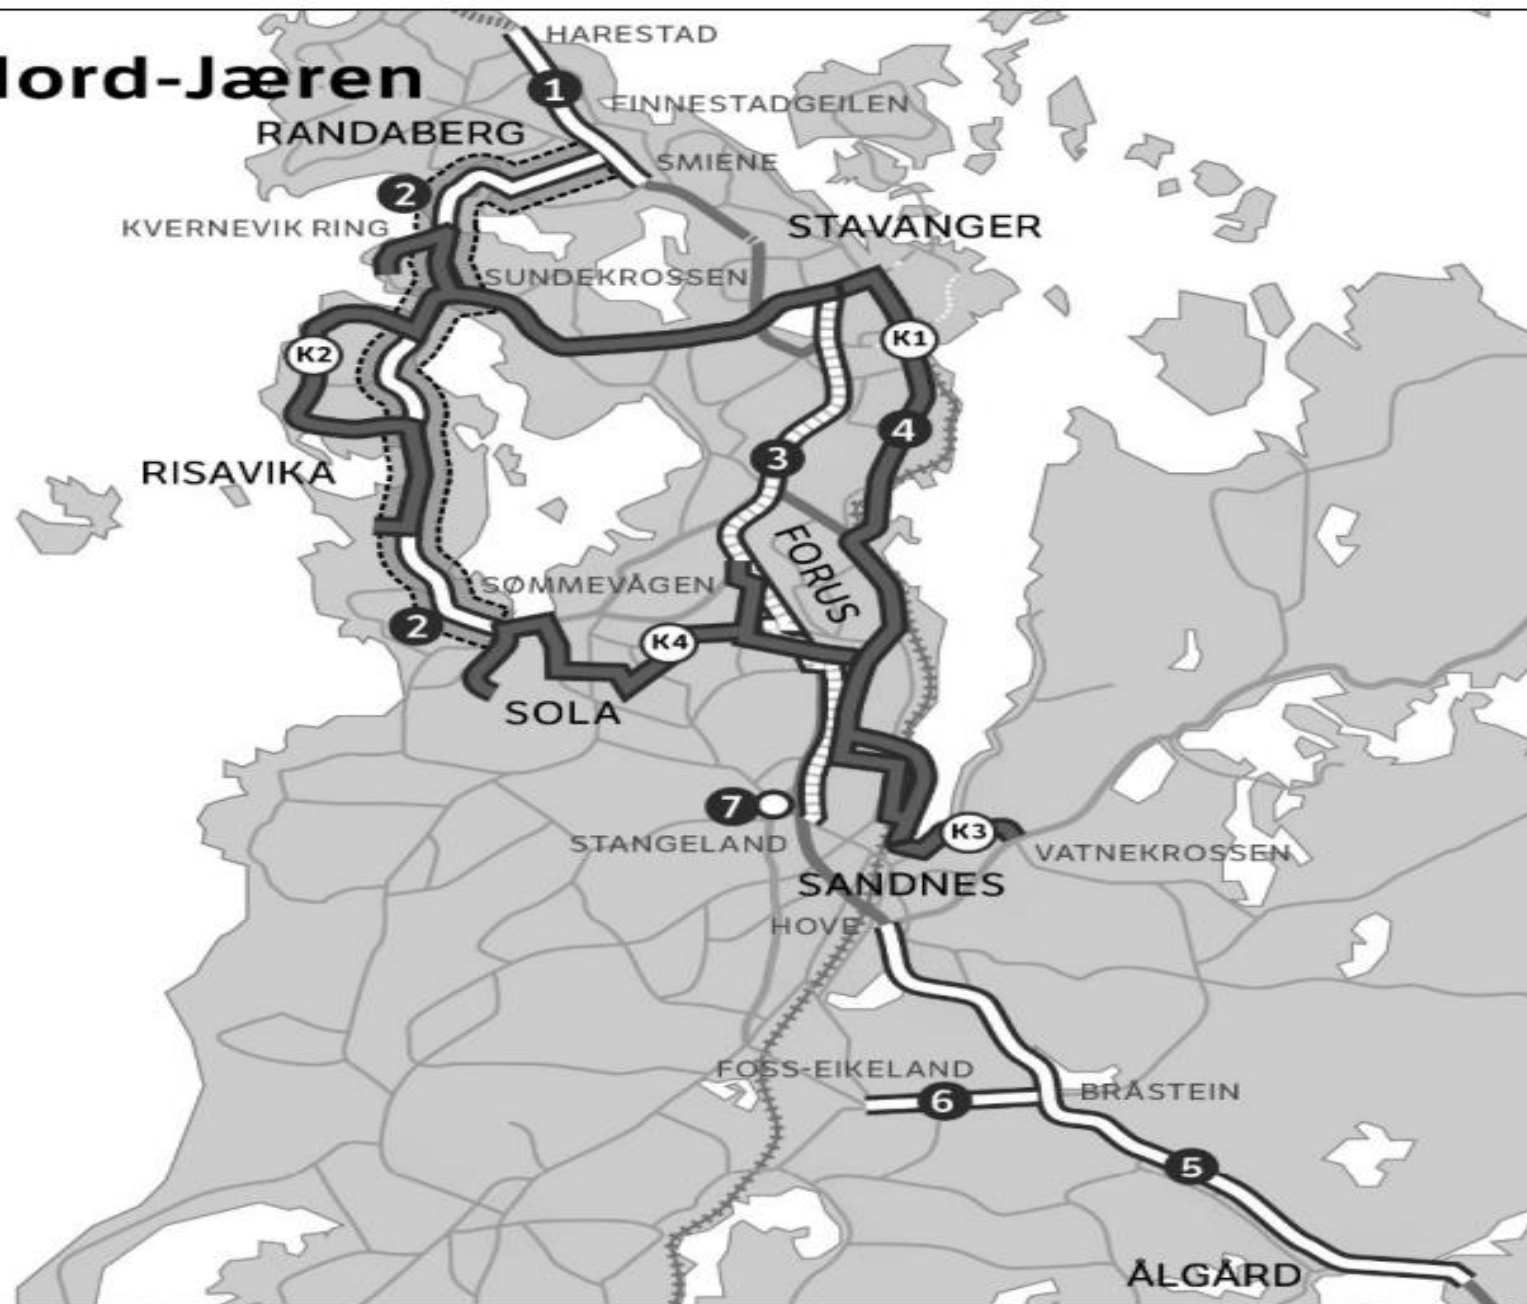 Nord-Jæren
HARESTAD
1
FINNESTADGEILEN
RANDABERG
SMIENE
2
KVERNEVIK RING
STAVANGER
SUNDEKROSSEN
K1
K2
4
3
RISAVIKA
FORUS
SØMMEVÅGEN
2
K4
SOLA
7
STANGELAND
K3
VATNEKROSSEN
SANDNES
HOVE
FOSS-EIKELAND
6
BRÅSTEIN
5
ÅLGÅRD